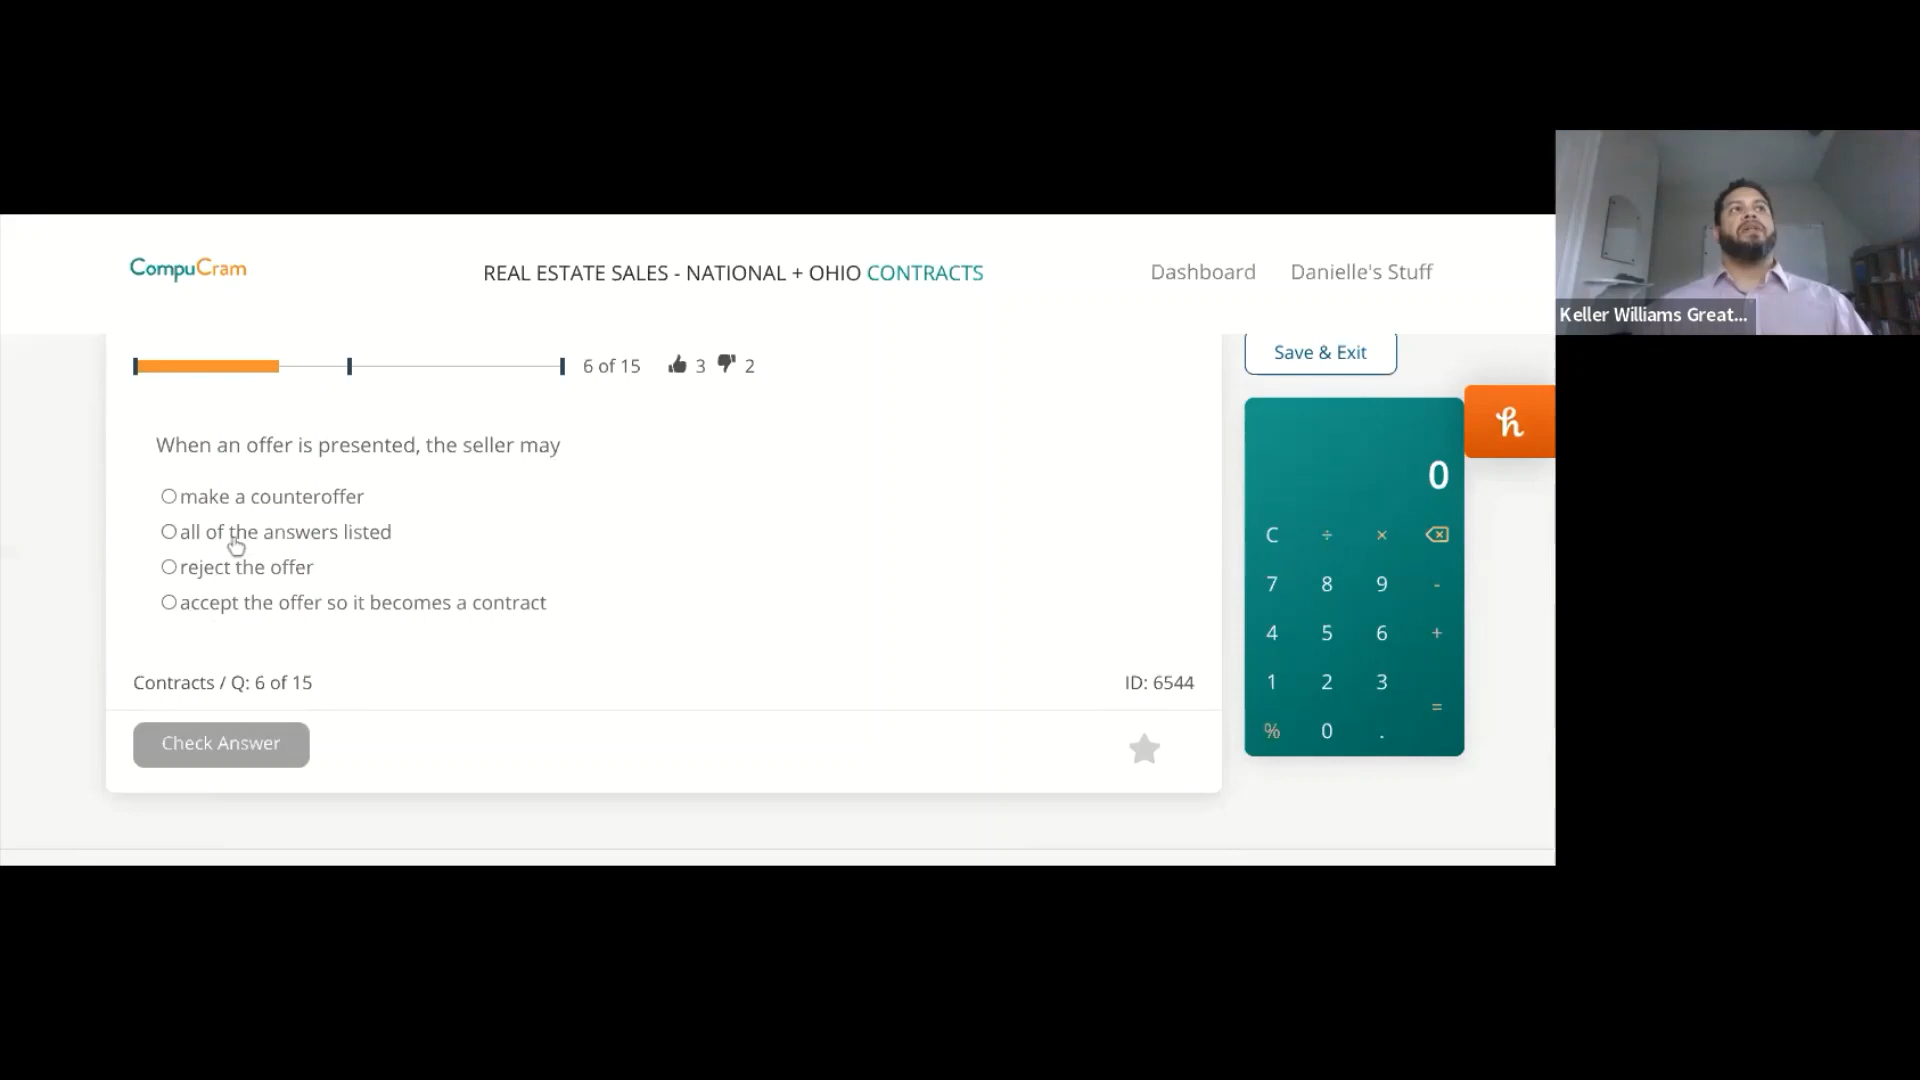 CompuCram
REAL ESTATE SALES - NATIONAL + OHIO CONTRACTS
Dashboard
Danielle's Stuff
Keller Williams Great...
6 of 15
3
2
Save & Exit
When an offer is presented, the seller may
make a counteroffer
all of the answers listed
reject the offer
accept the offer so it becomes a contract
Contracts / Q: 6 of 15
ID: 6544
Check Answer
h
0
C ÷ ×
7 8 9 -
4 5 6 +
1 2 3
=
% 0 .